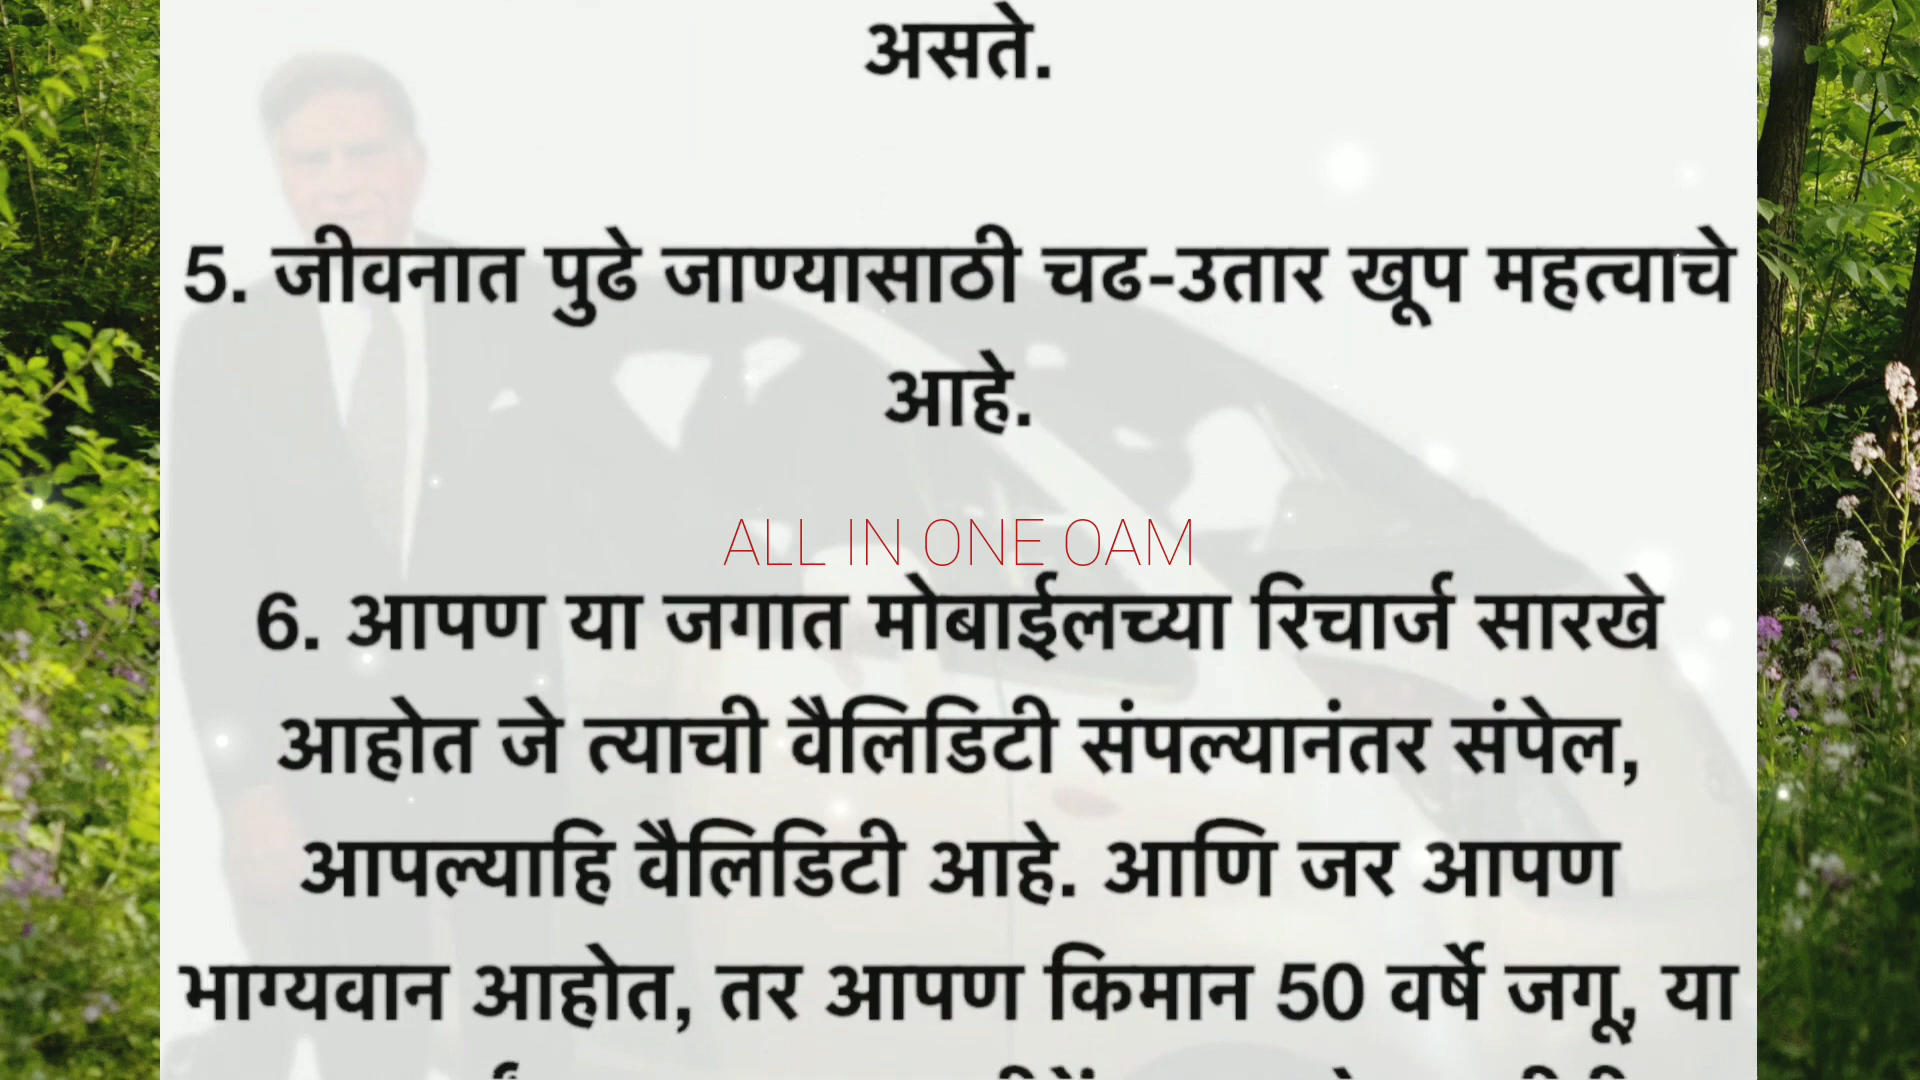 असते.
5. जीवनात पुढे जाण्यासाठी चढ-उतार खूप महत्वाचे
आहे.
ALL IN ONE OAM
6. आपण या जगात मोबाईलच्या रिचार्ज सारखे
आहोत जे त्याची वैलिडिटी संपल्यानंतर संपेल,
आपल्याहि वैलिडिटी आहे. आणि जर आपण
भाग्यवान आहोत, तर आपण किमान 50 वर्षे जगू, या